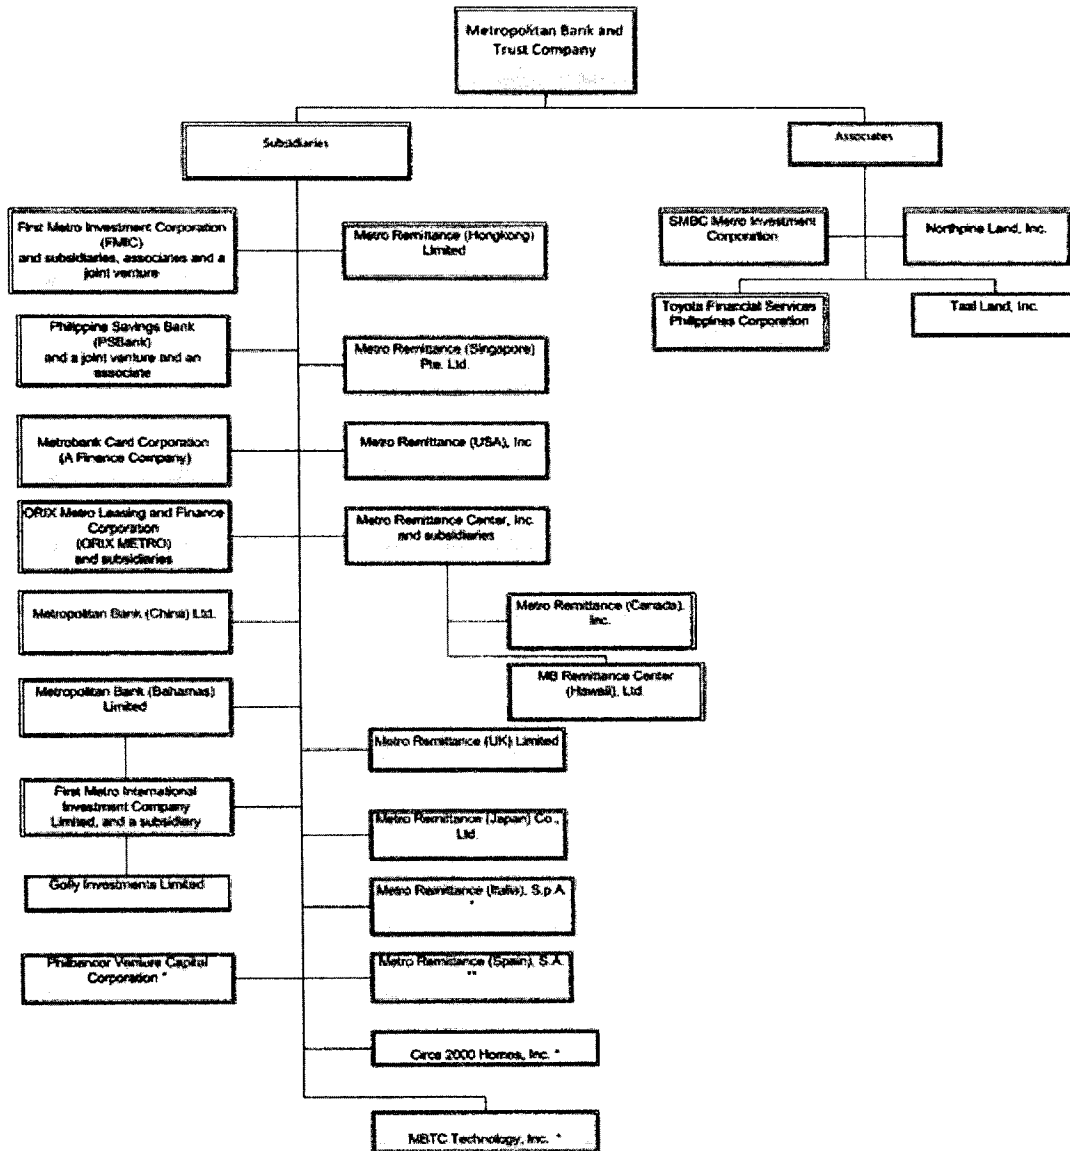 Metropolitan Bank and
Trust Company
Subsidiaries
Associates
First Metro Investment Corporation
(FMIC)
and subsidiaries, associates and a
joint venture
Metro Remittance (Hongkong)
Limited
SMBC Metro Investment
Corporation
Northpine Land, Inc.
Toyota Financial Services
Philippines Corporation
Taal Land, Inc.
Philippine Savings Bank
(PSBank)
and a joint venture and an
associate
Metro Remittance (Singapore)
Pte. Ltd.
Metrobank Card Corporation
(A Finance Company)
Metro Remittance (USA), Inc
ORIX Metro Leasing and Finance
Corporation
(ORIX METRO)
and subsidiaries
Metro Remittance Center, Inc.
and subsidiaries
Metropolitan Bank (China) Ltd.
Metro Remittance (Canada),
Inc.
MB Remittance Center
(Hawaii), Ltd
Metropolitan Bank (Bahamas)
Limited
Metro Remittance (UK) Limited
First Metro International
Investment Company
Limited, and a subsidiary
Metro Remittance (Japan) Co.,
Ltd.
Golly Investments Limited
Metro Remittance (Italia), S.p.A.
*
Philbancor Venture Capital
Corporation *
Metro Remittance (Spain), S.A.
**
Circa 2000 Homes, Inc. *
MBTC Technology, Inc. *